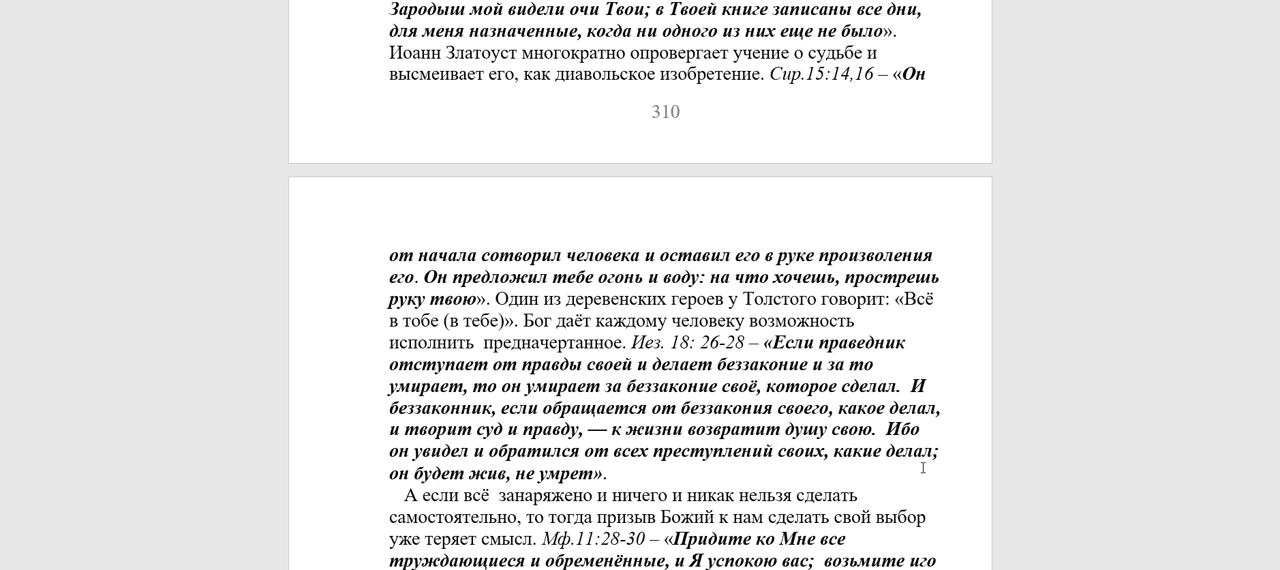 Зародыш мой видели очи Твои; в Твоей книге записаны все дни,
для меня назначенные, когда ни одного из них еще не было».
Иоанн Златоуст многократно опровергает учение о судьбе и
высмеивает его, как диавольское изобретение. Сир.15:14,16 – «Он
310
от начала сотворил человека и оставил его в руке произволения
его. Он предложил тебе огонь и воду: на что хочешь, прострешь
руку твою». Один из деревенских героев у Толстого говорит: «Всё
в тобе (в тебе)». Бог даёт каждому человеку возможность
исполнить  предначертанное. Иез. 18: 26-28 – «Если праведник
отступает от правды своей и делает беззаконие и за то
умирает, то он умирает за беззаконие своё, которое сделал.  И
беззаконник, если обращается от беззакония своего, какое делал,
и творит суд и правду, — к жизни возвратит душу свою.  Ибо
он увидел и обратился от всех преступлений своих, какие делал;
он будет жив, не умрет».
А если всё  занаряжено и ничего и никак нельзя сделать
самостоятельно, то тогда призыв Божий к нам сделать свой выбор
уже теряет смысл. Мф.11:28-30 – «Придите ко Мне все
труждающиеся и обременённые, и Я успокою вас;  возьмите иго